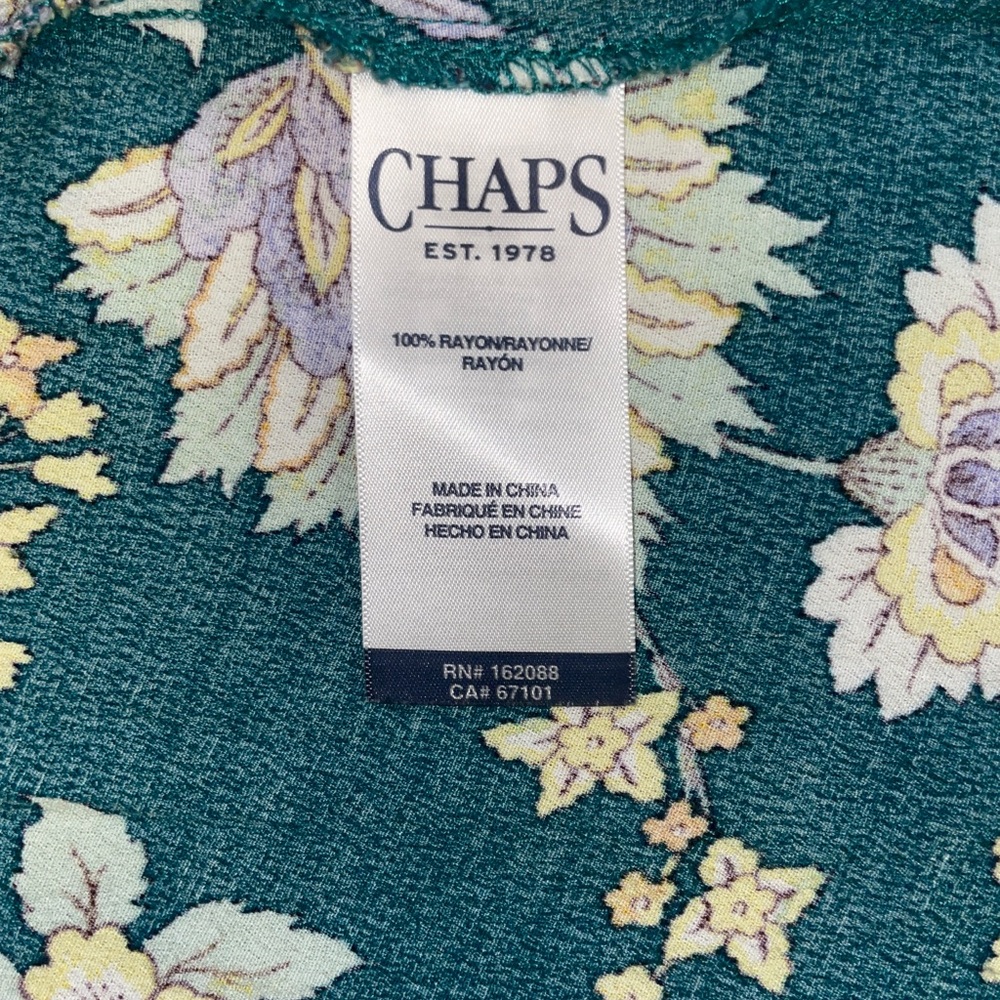 CHAPS
EST. 1978
100% RAYON/RAYONNE/
RAYÓN
MADE IN CHINA
FABRIQUÉ EN CHINE
HECHO EN CHINA
RN# 162088
CA# 67101